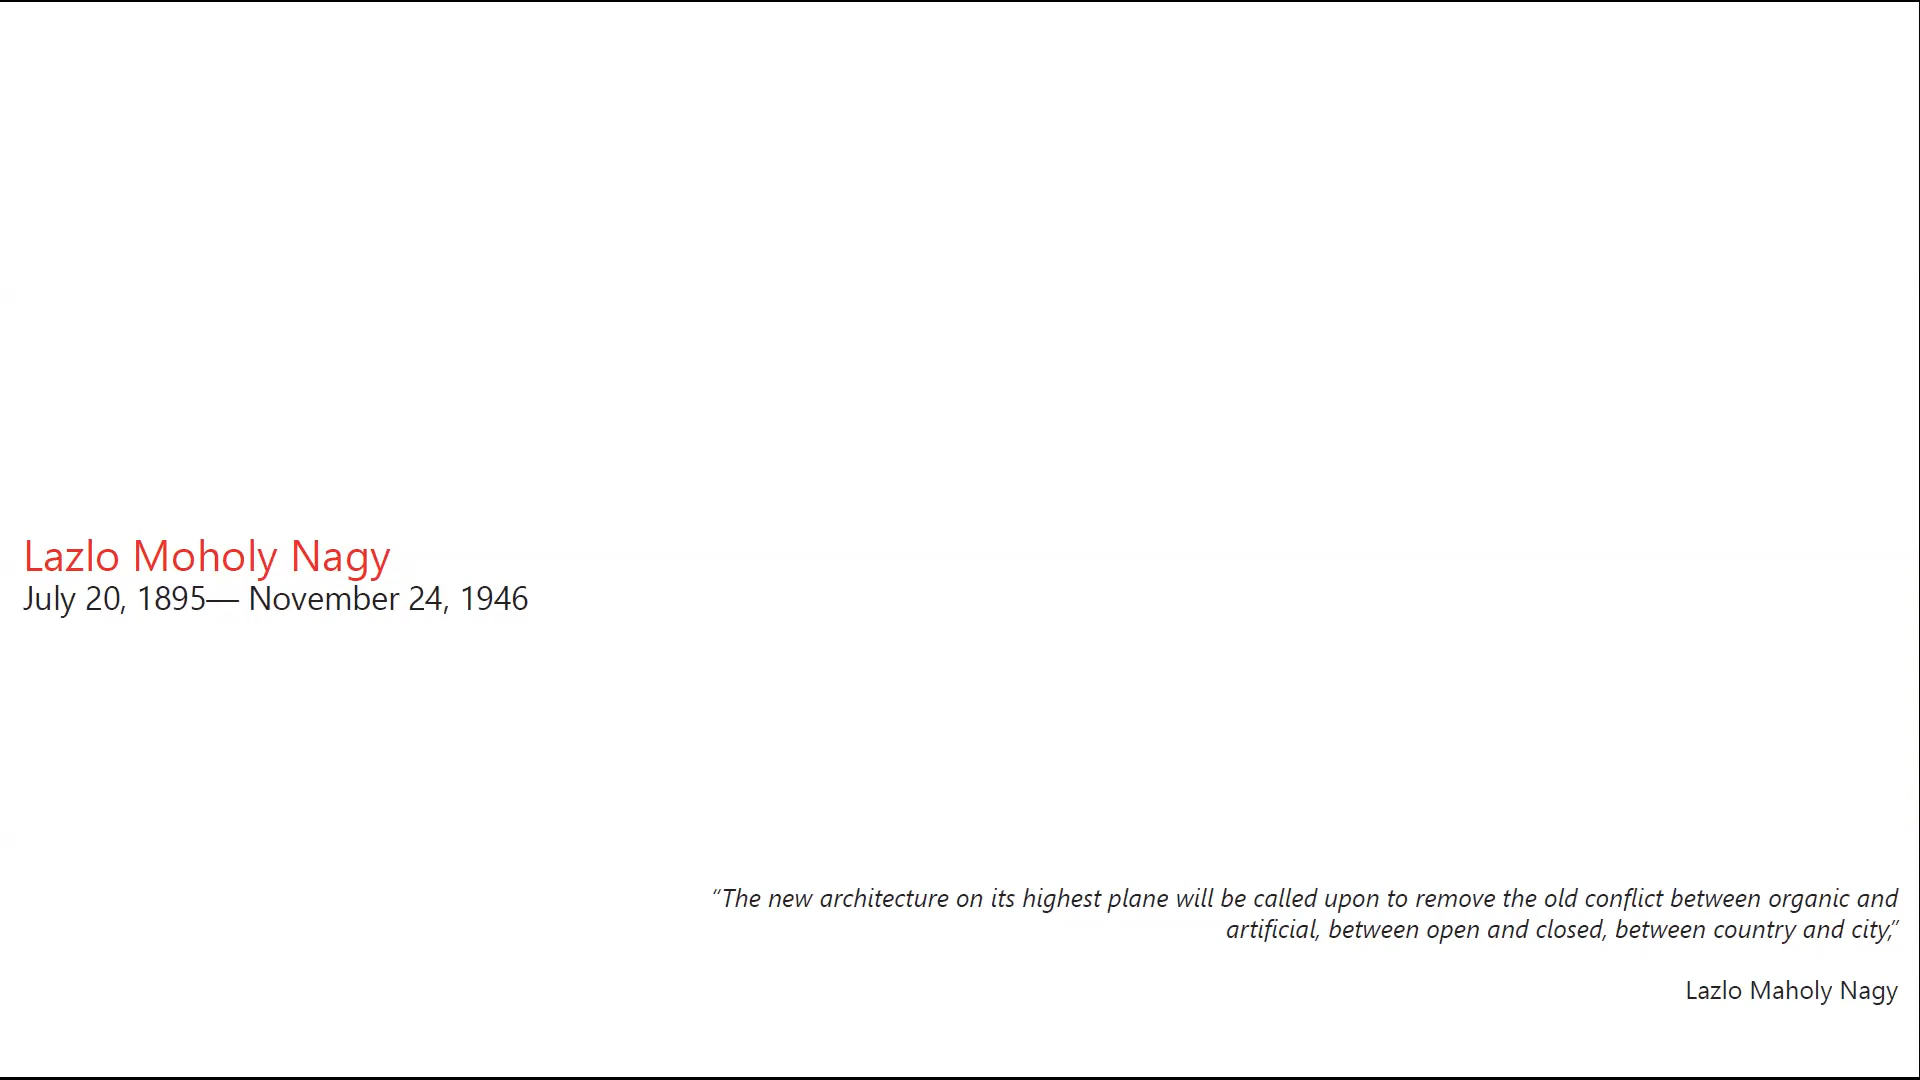 Lazlo Moholy Nagy
July 20, 1895— November 24, 1946
“The new architecture on its highest plane will be called upon to remove the old conflict between organic and
artificial, between open and closed, between country and city,”
Lazlo Maholy Nagy